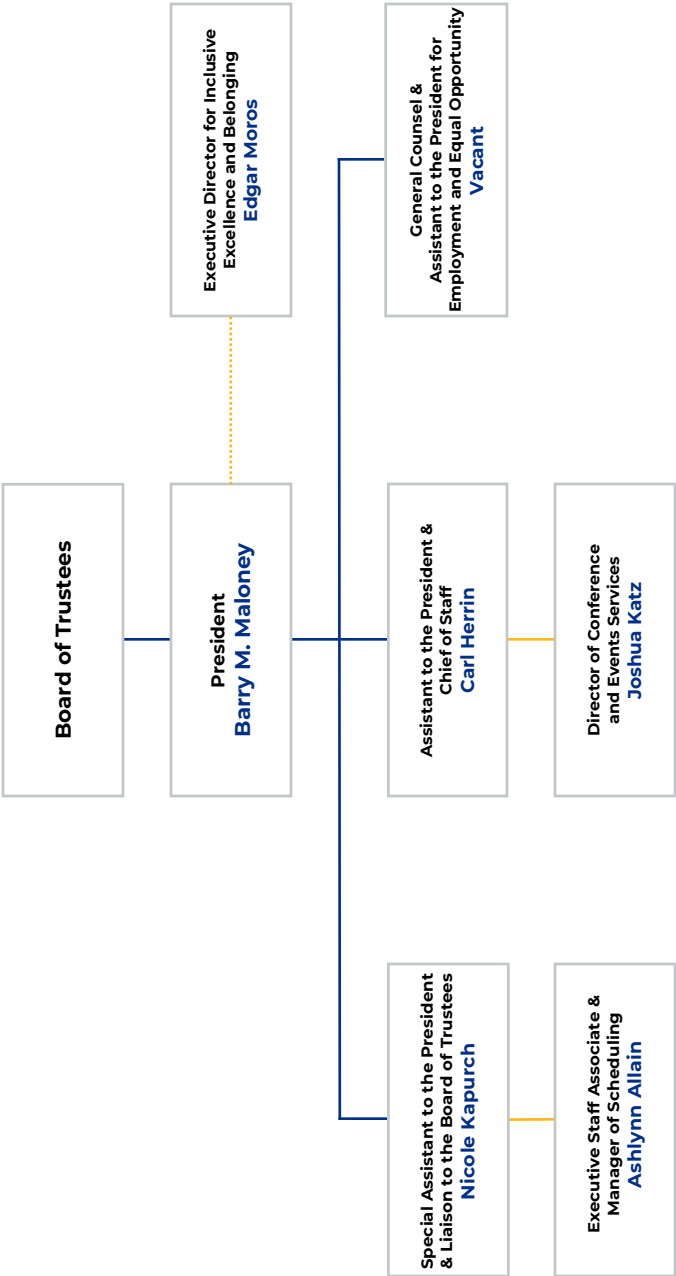 Board of Trustees
President
Barry M. Maloney
Executive Director for Inclusive
Excellence and Belonging
Edgar Moros
Special Assistant to the President
& Liaison to the Board of Trustees
Nicole Kapurch
Assistant to the President &
Chief of Staff
Carl Herrin
General Counsel &
Assistant to the President for
Employment and Equal Opportunity
Vacant
Executive Staff Associate &
Manager of Scheduling
Ashlynn Allain
Director of Conference
and Events Services
Joshua Katz